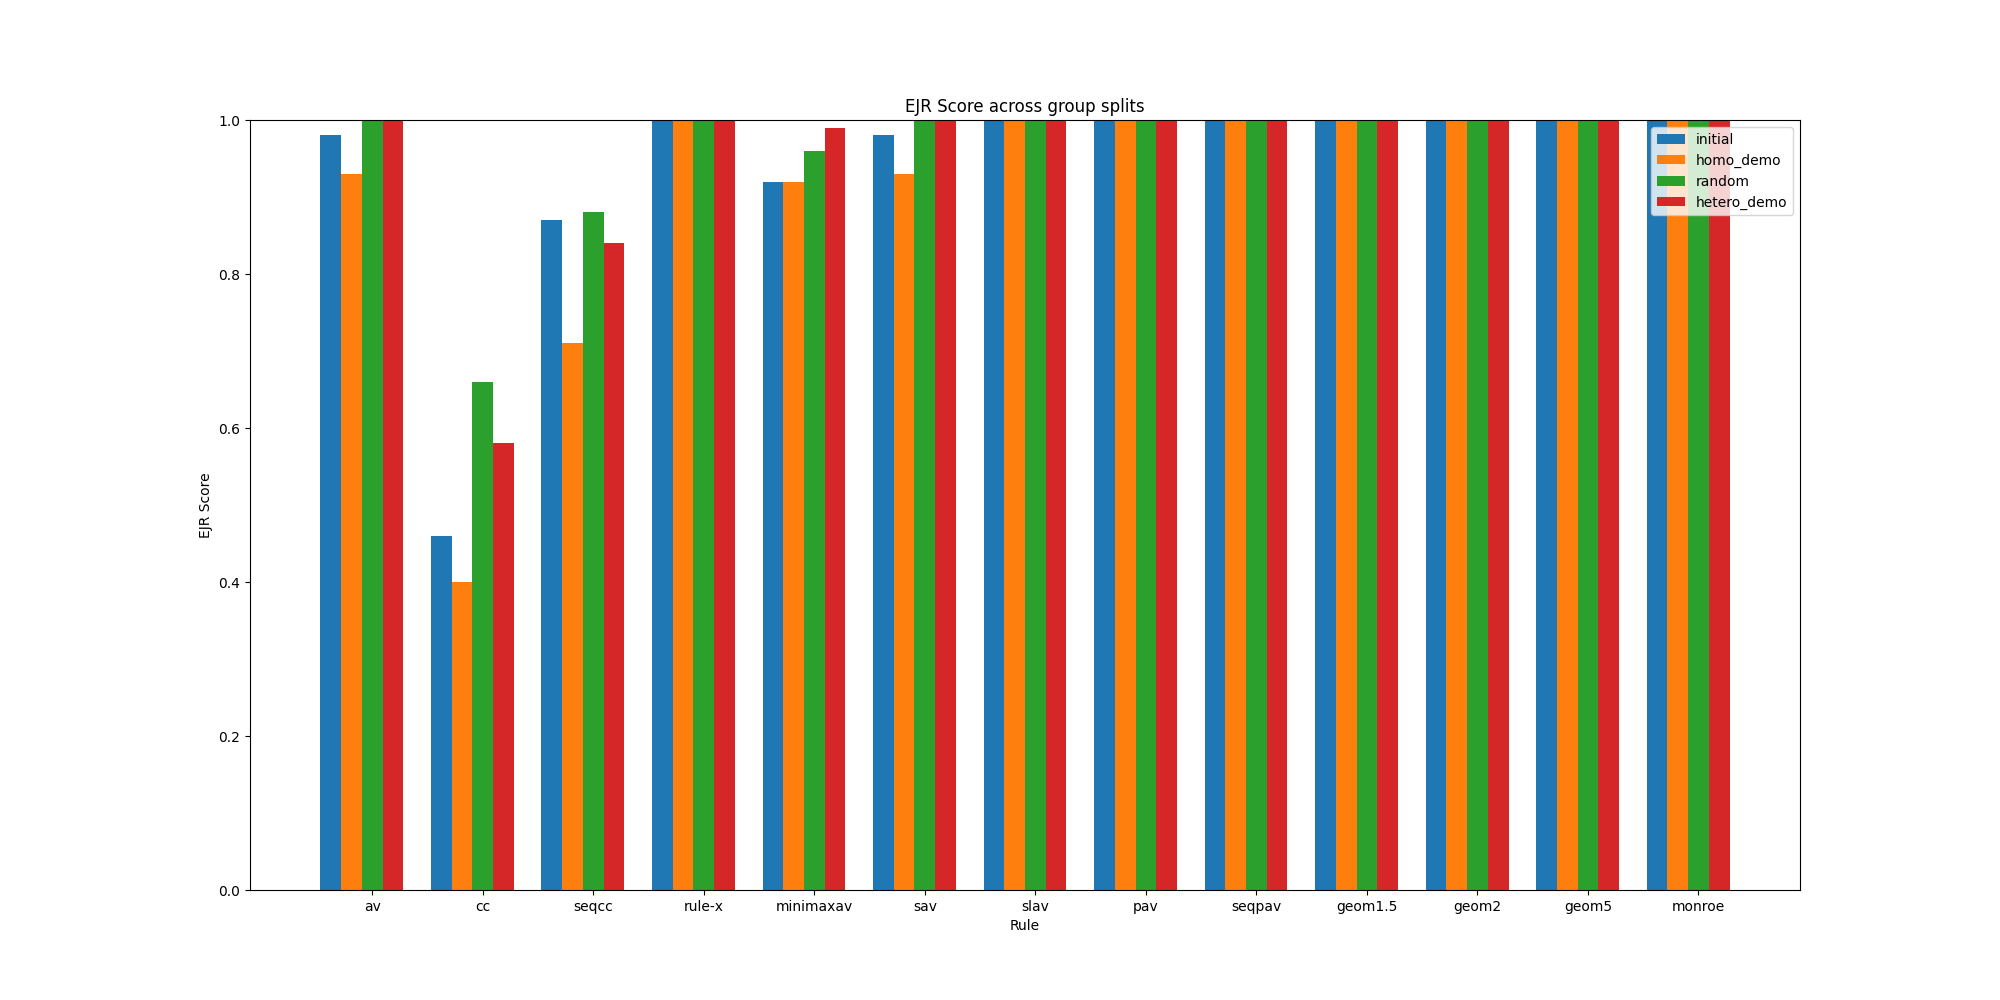 EJR Score across group splits
1.0
0.8
0.6
0.4
0.2
0.0
EJR Score
initial
homo_demo
random
hetero_demo
av cc seqcc rule-x minimaxav sav slav pav seqpav geom1.5 geom2 geom5 monroe
Rule